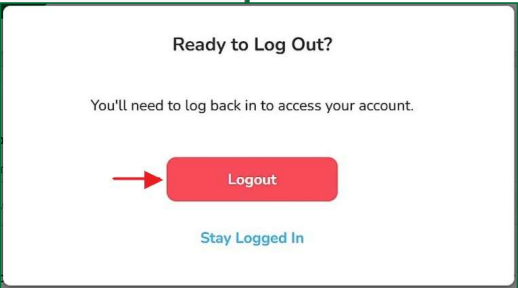 Ready to Log Out?
You'll need to log back in to access your account.
Logout
Stay Logged In